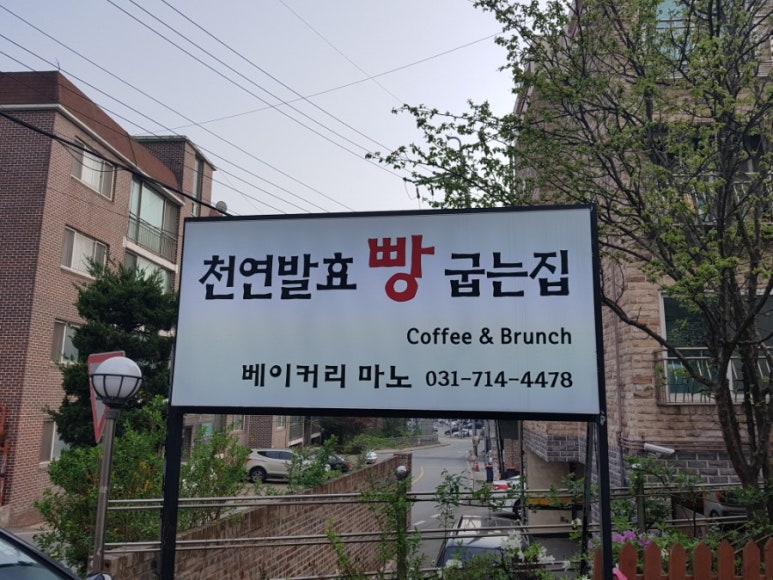 천연발효 빵 굽는집
Coffee & Brunch
베이커리 마노 031-714-4478